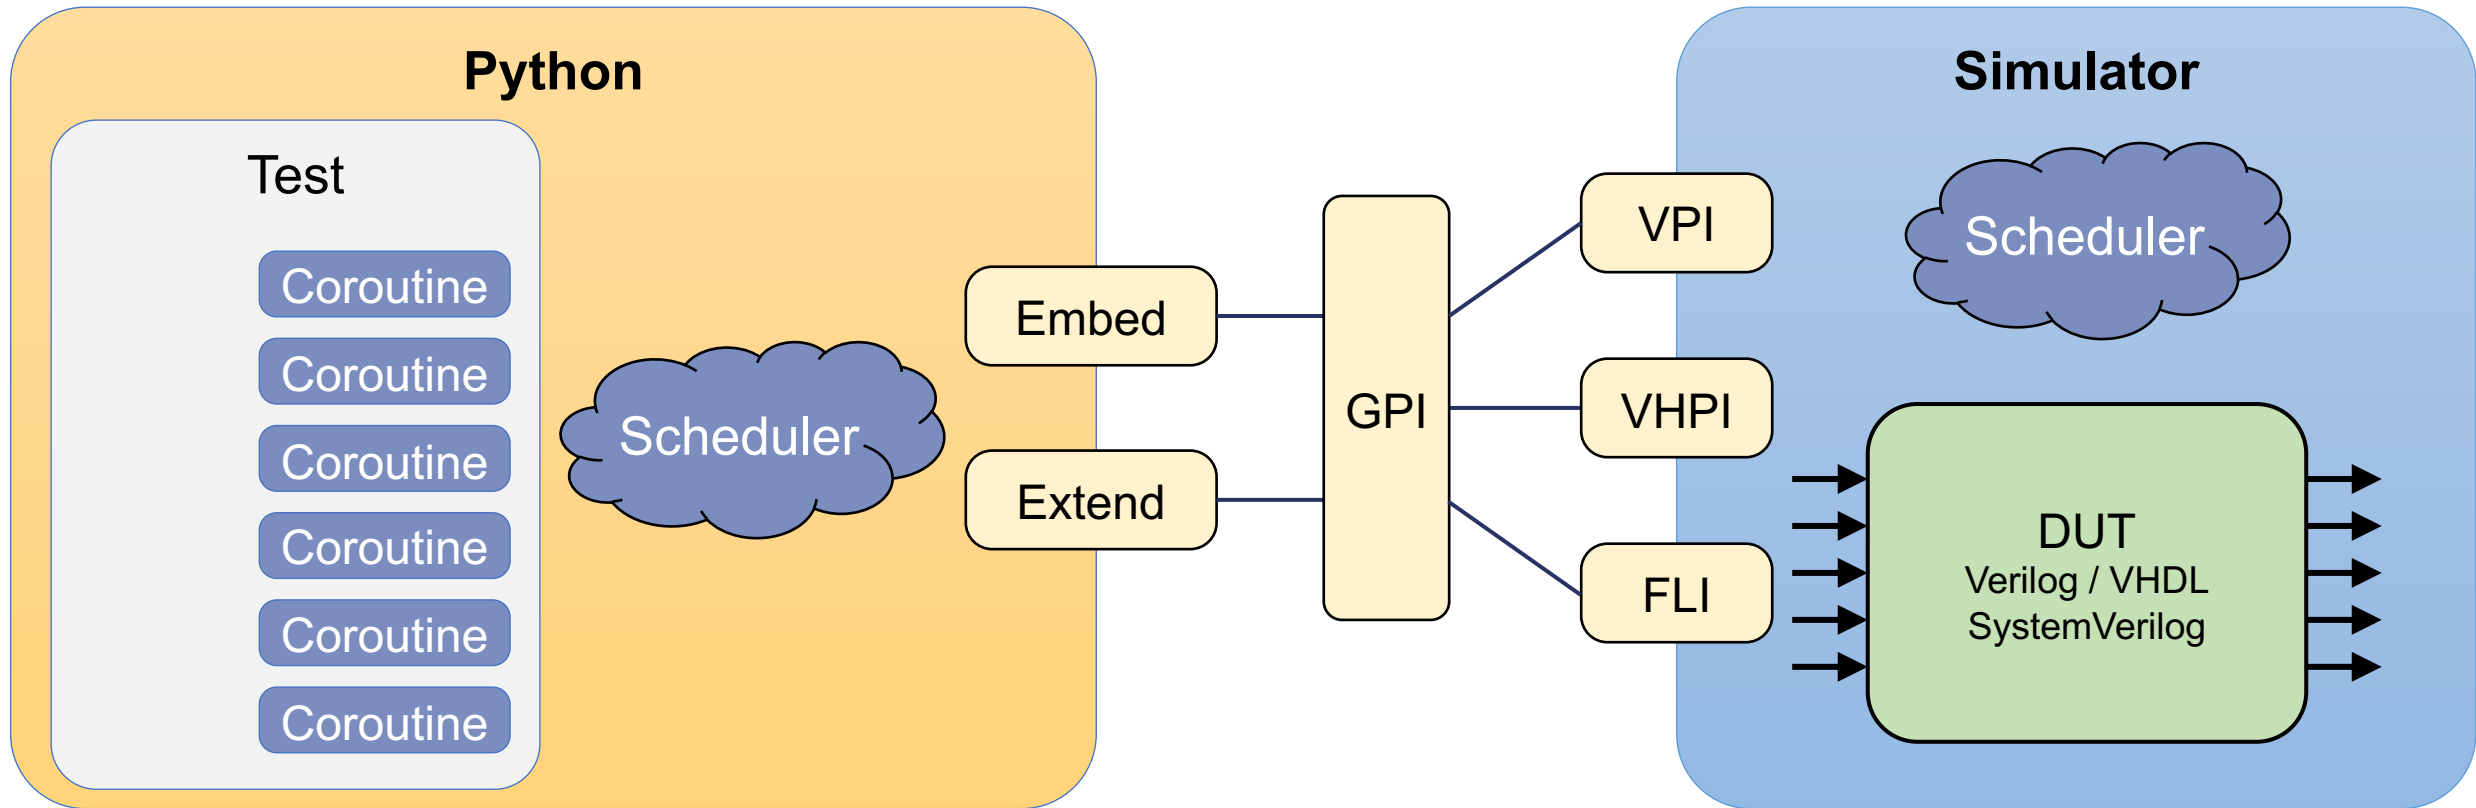 Python
Test
Coroutine
Coroutine
Coroutine
Coroutine
Coroutine
Coroutine
Scheduler
Embed
Extend
GPI
VPI
VHPI
FLI
Simulator
Scheduler
DUT
Verilog / VHDL
SystemVerilog